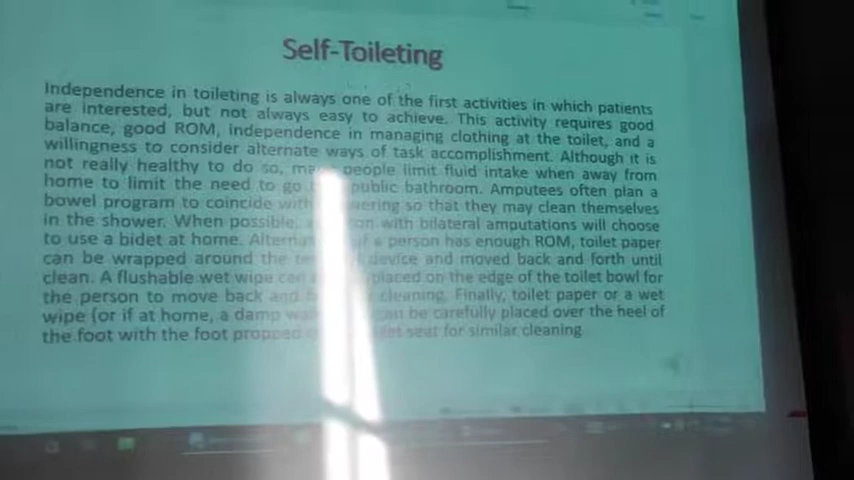 Self-Toileting
Independence in toileting is always one of the first activities in which patients
are interested, but not always easy to achieve. This activity requires good
balance, good ROM, independence in managing clothing at the toilet, and a
willingness to consider alternate ways of task accomplishment. Although it is
not really healthy to do so, many people limit fluid intake when away from
home to limit the need to go public bathroom. Amputees often plan a
bowel program to coincide with so that they may clean themselves
in the shower. When possible, with bilateral amputations will choose
to use a bidet at home. if a person has enough ROM, toilet paper
can be wrapped around the device and moved back and forth until
clean. A flushable wet wipe can placed on the edge of the toilet bowl for
the person to move back and cleaning. Finally, toilet paper or a wet
wipe (or if at home, a damp can be carefully placed over the heel of
the foot with the foot propped seat for similar cleaning